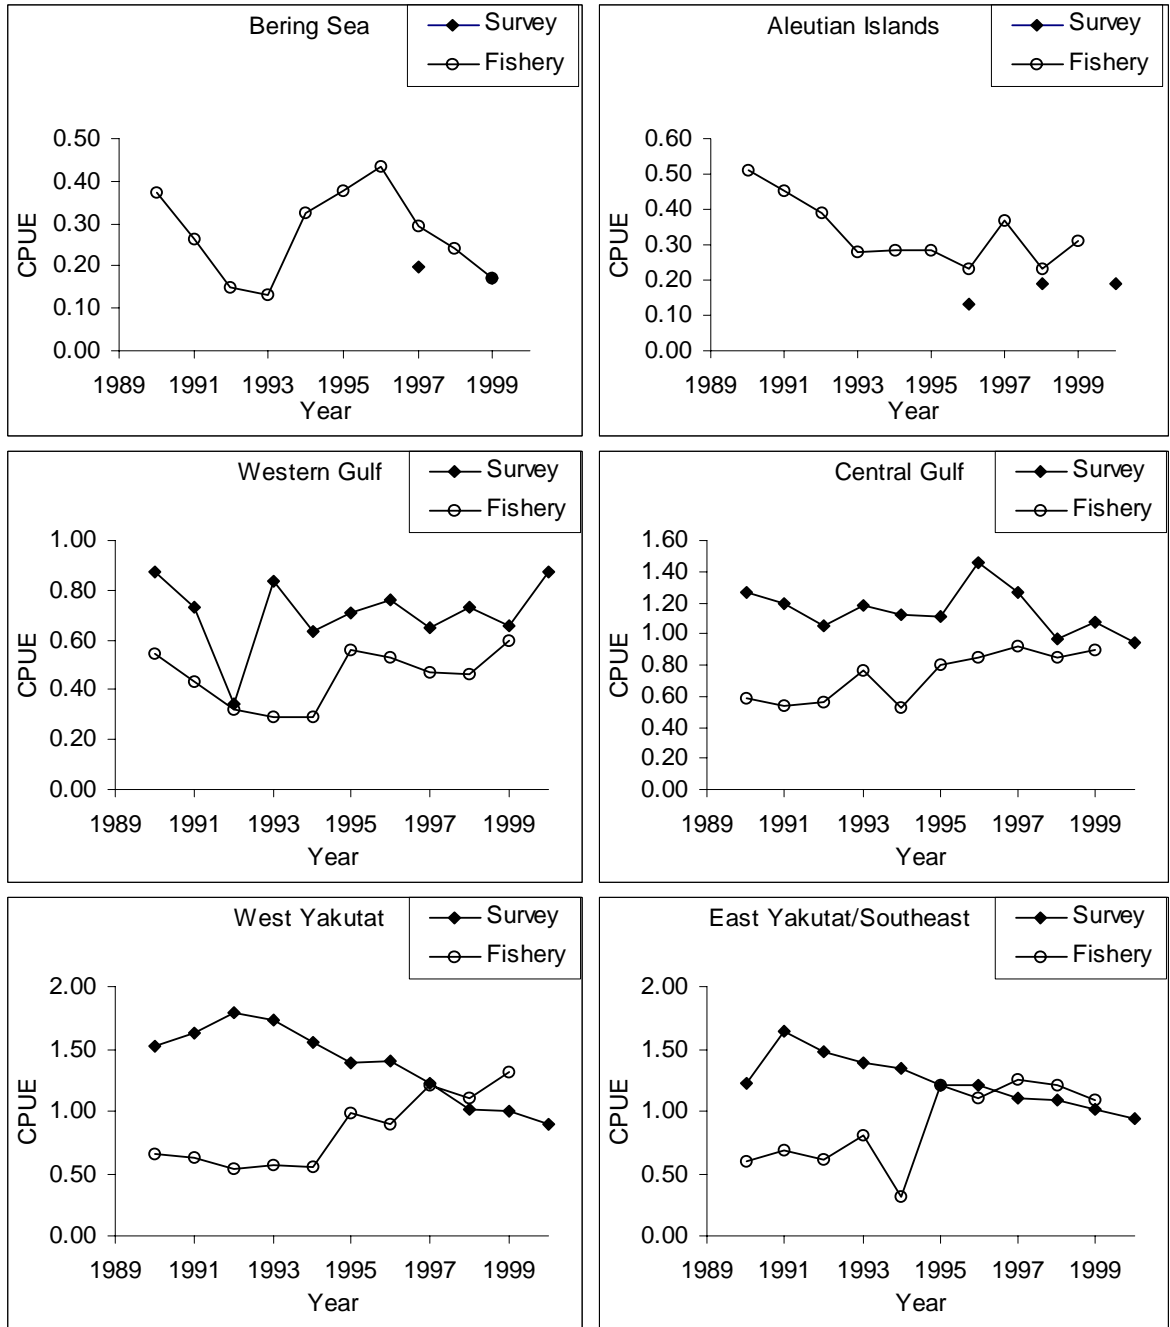 Bering Sea
Survey
Fishery
0.50
0.40
0.30
0.20
0.10
0.00
CPUE
1989 1991 1993 1995 1997 1999
Year
Aleutian Islands
Survey
Fishery
0.60
0.50
0.40
0.30
0.20
0.10
0.00
CPUE
1989 1991 1993 1995 1997 1999
Year
Western Gulf
Survey
Fishery
1.00
0.80
0.60
0.40
0.20
0.00
CPUE
1989 1991 1993 1995 1997 1999
Year
Central Gulf
Survey
Fishery
1.60
1.40
1.20
1.00
0.80
0.60
0.40
0.20
0.00
CPUE
1989 1991 1993 1995 1997 1999
Year
West Yakutat
Survey
Fishery
2.00
1.50
1.00
0.50
0.00
CPUE
1989 1991 1993 1995 1997 1999
Year
East Yakutat/Southeast
Survey
Fishery
2.00
1.50
1.00
0.50
0.00
CPUE
1989 1991 1993 1995 1997 1999
Year